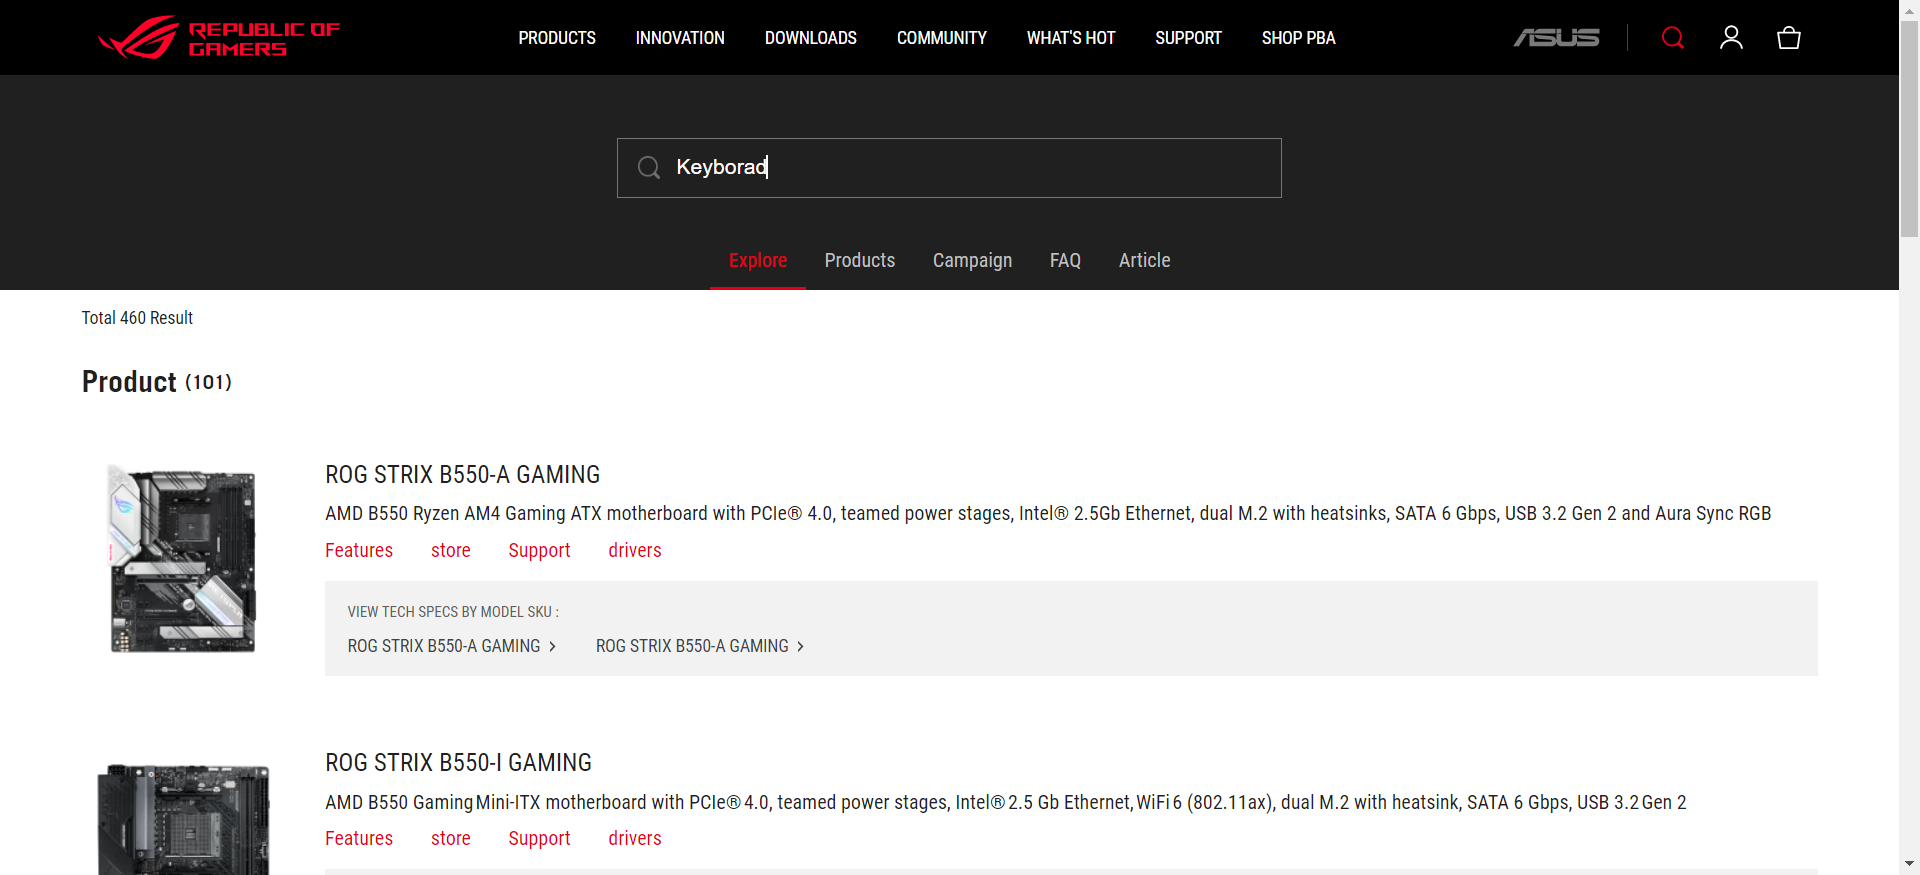 REPUBLIC OF
GAMERS
PRODUCTS INNOVATION DOWNLOADS COMMUNITY WHAT'S HOT SUPPORT SHOP PBA
ASUS
Keyborad
Explore Products Campaign FAQ Article
Total 460 Result
Product (101)
ROG STRIX B550-A GAMING
AMD B550 Ryzen AM4 Gaming ATX motherboard with PCIe® 4.0, teamed power stages, Intel® 2.5Gb Ethernet, dual M.2 with heatsinks, SATA 6 Gbps, USB 3.2 Gen 2 and Aura Sync RGB
Features store Support drivers
VIEW TECH SPECS BY MODEL SKU :
ROG STRIX B550-A GAMING > ROG STRIX B550-A GAMING >
ROG STRIX B550-I GAMING
AMD B550 Gaming Mini-ITX motherboard with PCIe® 4.0, teamed power stages, Intel® 2.5 Gb Ethernet, WiFi 6 (802.11ax), dual M.2 with heatsink, SATA 6 Gbps, USB 3.2 Gen 2
Features store Support drivers